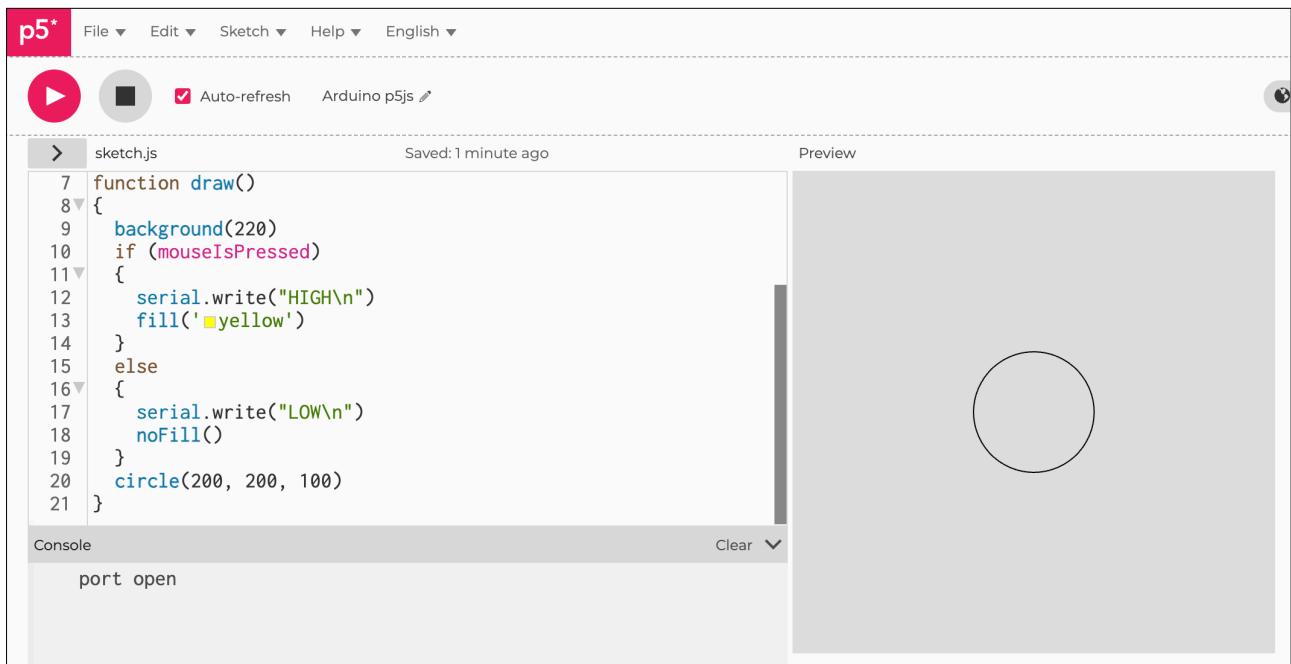 p5* File Edit Sketch Help English
Auto-refresh Arduino p5js
sketch.js Saved: 1 minute ago Preview
7 function draw()
8 {
9 background(220)
10 if (mouseIsPressed)
11 {
12 serial.write("HIGH\n")
13 fill('yellow')
14 }
15 else
16 {
17 serial.write("LOW\n")
18 noFill()
19 }
20 circle(200, 200, 100)
21 }
Console Clear
port open